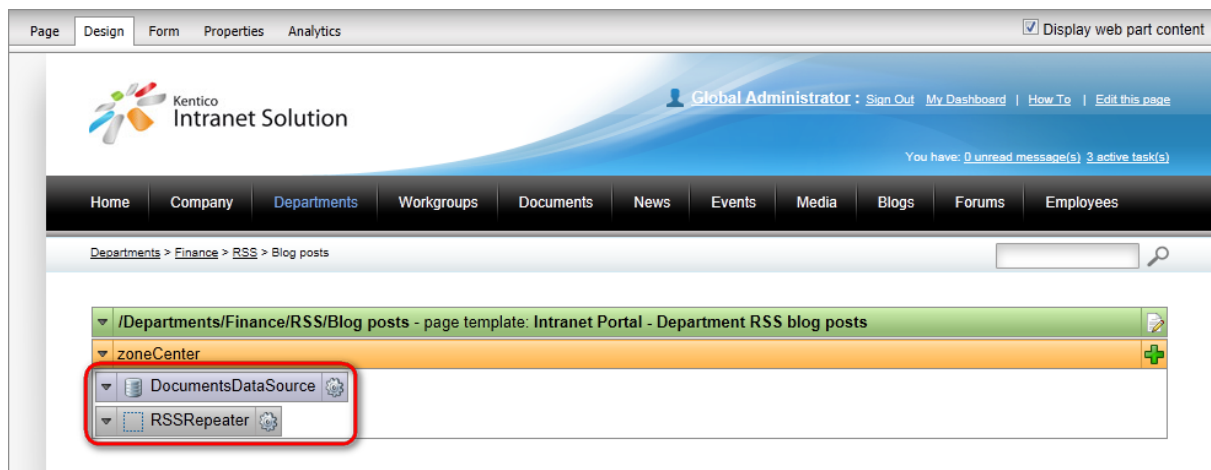 Page Design Form Properties Analytics Display web part content
Kentico
Intranet Solution
Global Administrator : Sign Out My Dashboard | How To | Edit this page
You have: 0 unread message(s) 3 active task(s)
Home Company Departments Workgroups Documents News Events Media Blogs Forums Employees
Departments > Finance > RSS > Blog posts
/Departments/Finance/RSS/Blog posts - page template: Intranet Portal - Department RSS blog posts
zoneCenter
DocumentsDataSource
RSSRepeater